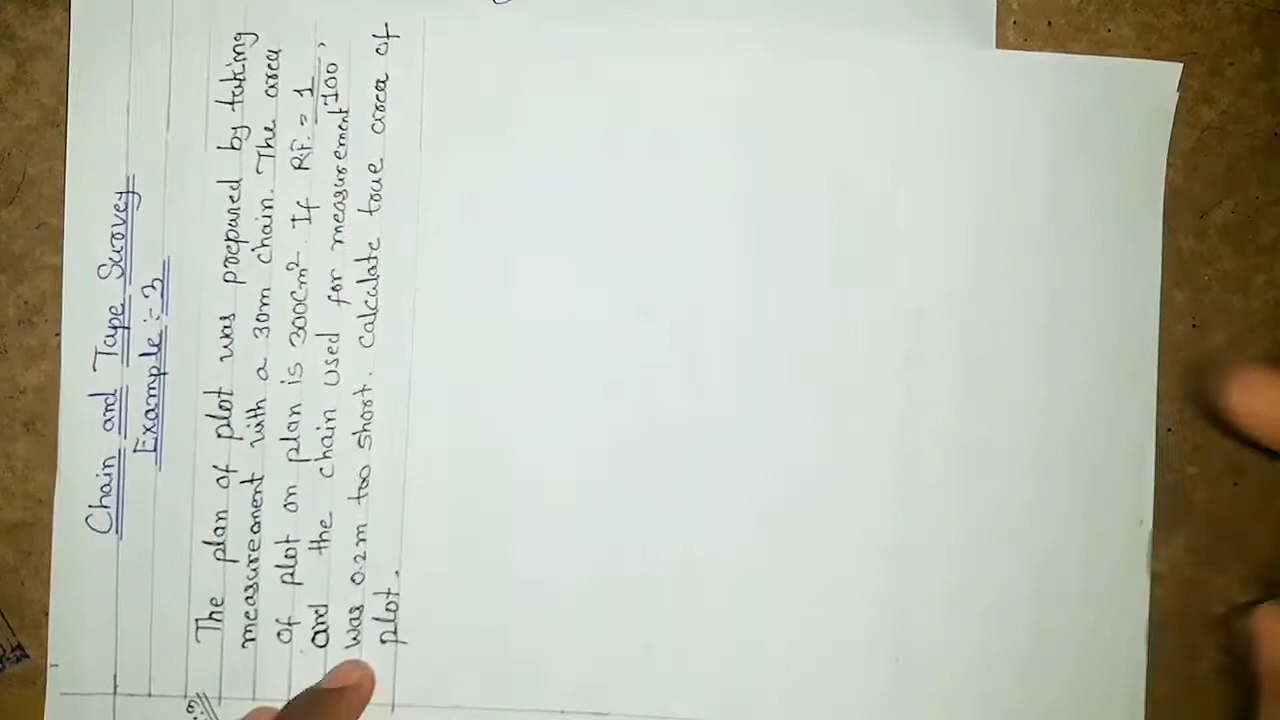 Chain and Tape Survey
Example :- 3
The plan of plot was prepared by taking
measurement with a 30m chain. The area
of plot on plan is 300cm². If R.F. = 1/100,
and the chain used for measurement
was 0.2m too short. calculate true area of
plot.